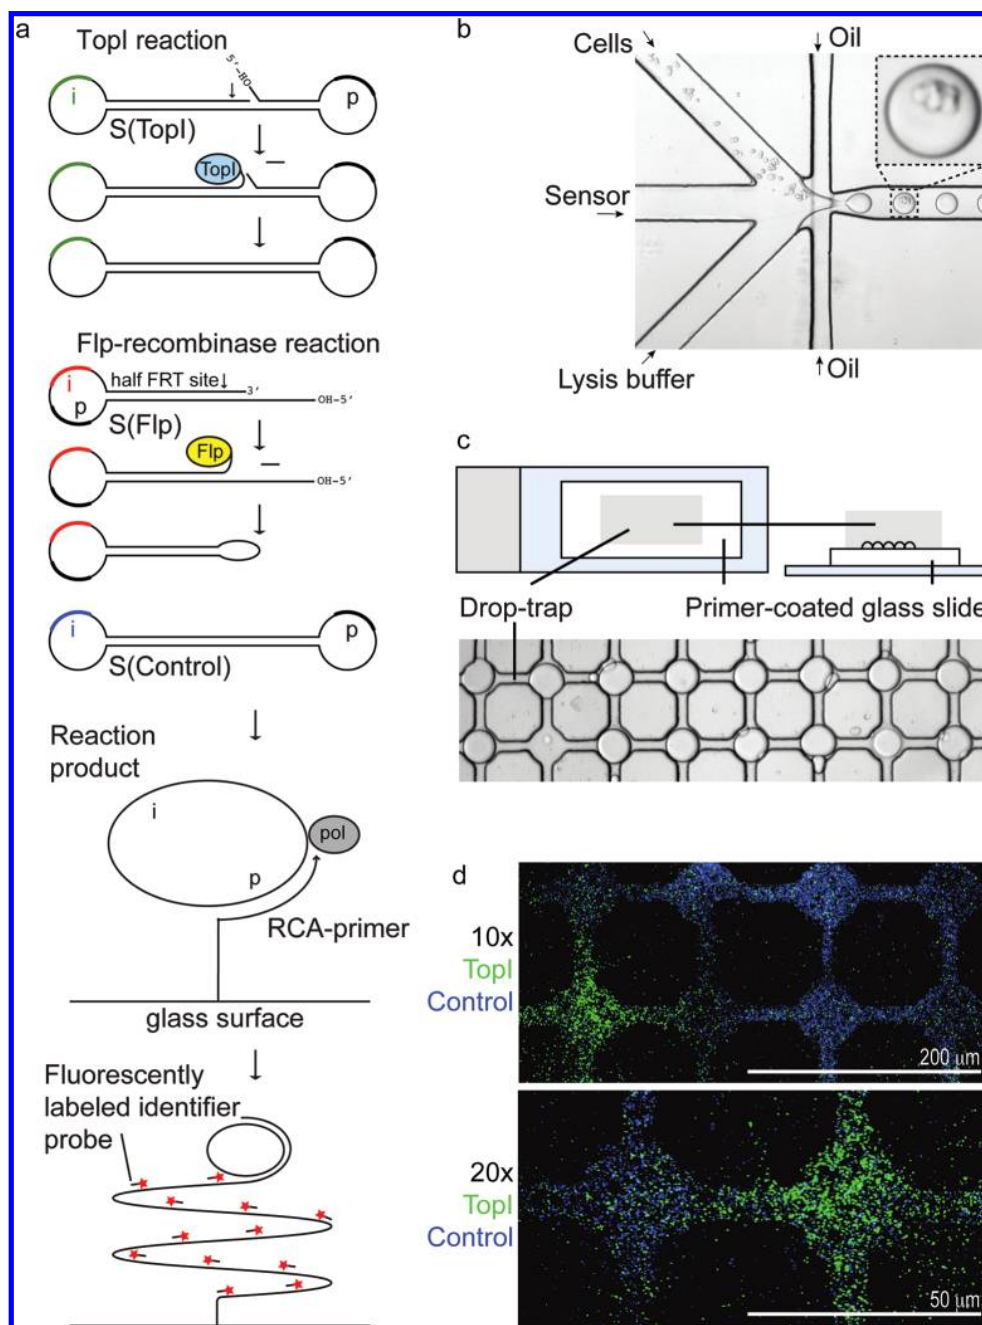 a
TopI reaction
5'-HO
i
p
S(TopI)
TopI
Flp-recombinase reaction
i
half FRT site↓
3'
p
OH-5'
S(Flp)
Flp
OH-5'
i
p
S(Control)
Reaction
product
i
pol
p
RCA-primer
glass surface
Fluorescently
labeled identifier
probe
b
Cells
Oil
Sensor
Lysis buffer
Oil
c
Drop-trap
Primer-coated glass slide
d
10x
TopI
Control
200 µm
20x
TopI
Control
50 µm